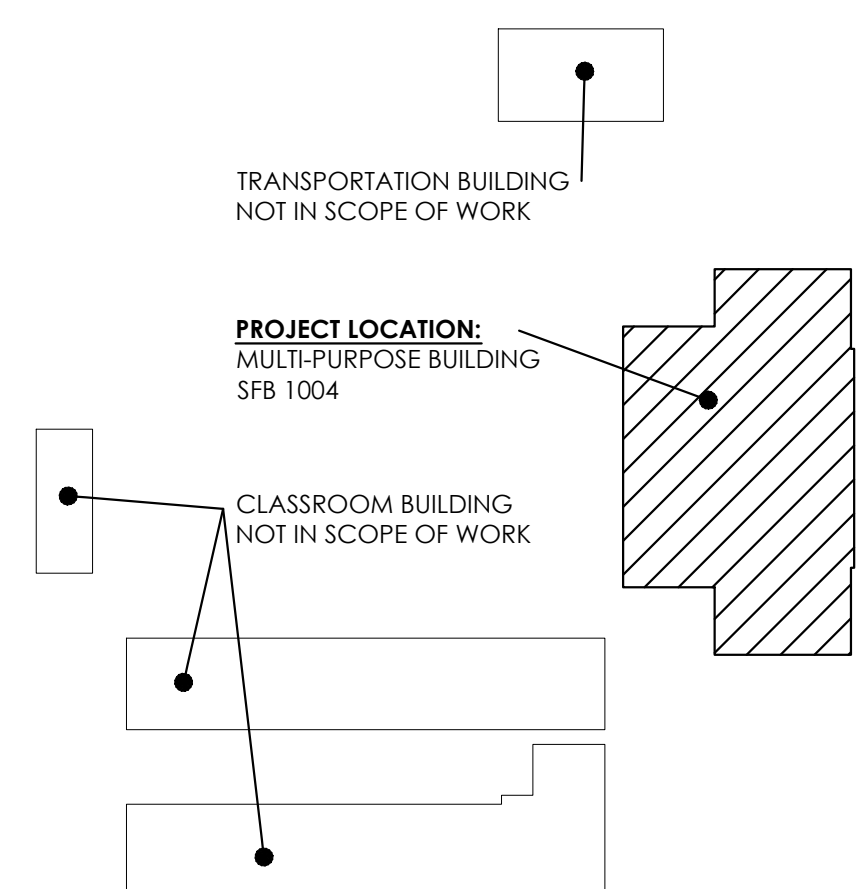 TRANSPORTATION BUILDING
NOT IN SCOPE OF WORK
PROJECT LOCATION:
MULTI-PURPOSE BUILDING
SFB 1004
CLASSROOM BUILDING
NOT IN SCOPE OF WORK